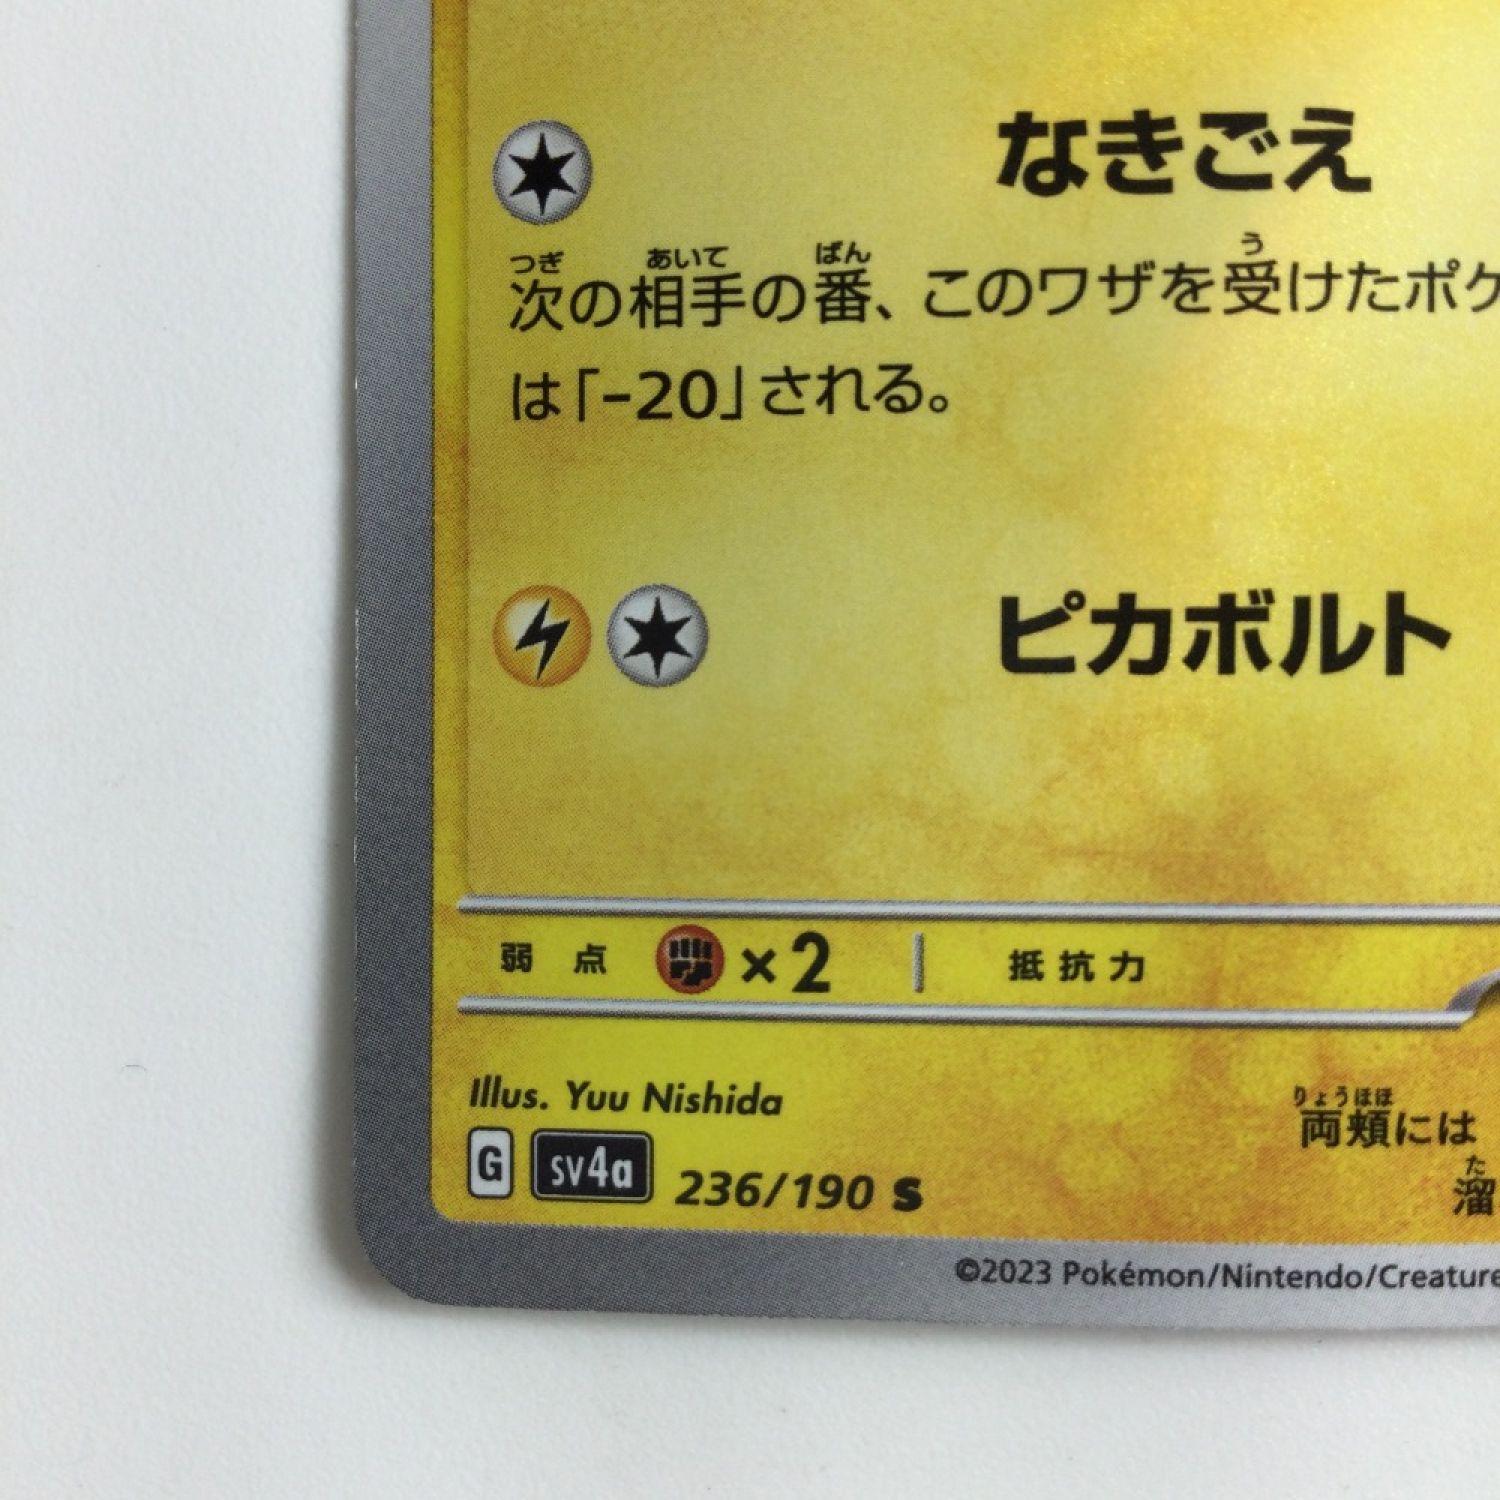 なきごえ
つぎ あいて ばん う
次の相手の番、このワザを受けたポケ
は「-20」される。
ピカボルト
弱点 ×2 抵抗力
Illus. Yuu Nishida
りょうほほ
両頬には
G sv4a 236/190 S
た
溜
©2023 Pokémon/Nintendo/Creature